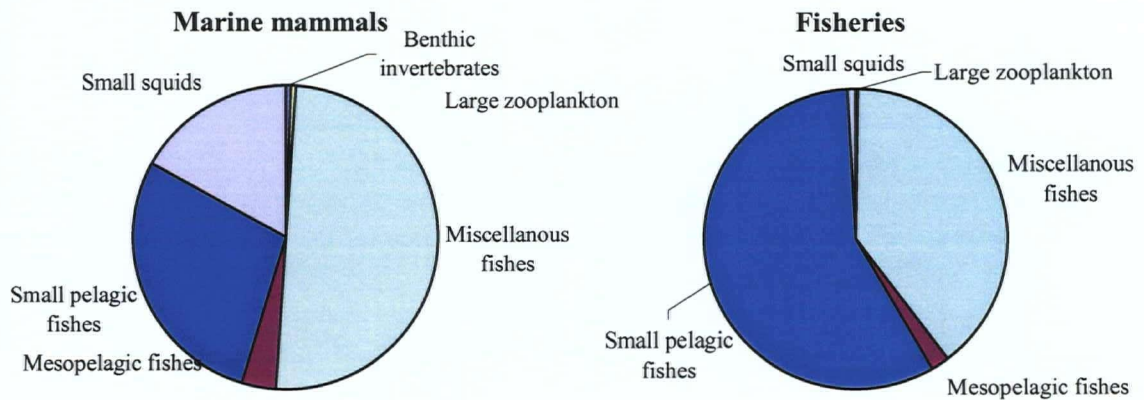 Marine mammals
Benthic
invertebrates
Small squids
Large zooplankton
Miscellanous
fishes
Small pelagic
fishes
Mesopelagic fishes
Fisheries
Small squids
Large zooplankton
Miscellanous
fishes
Small pelagic
fishes
Mesopelagic fishes